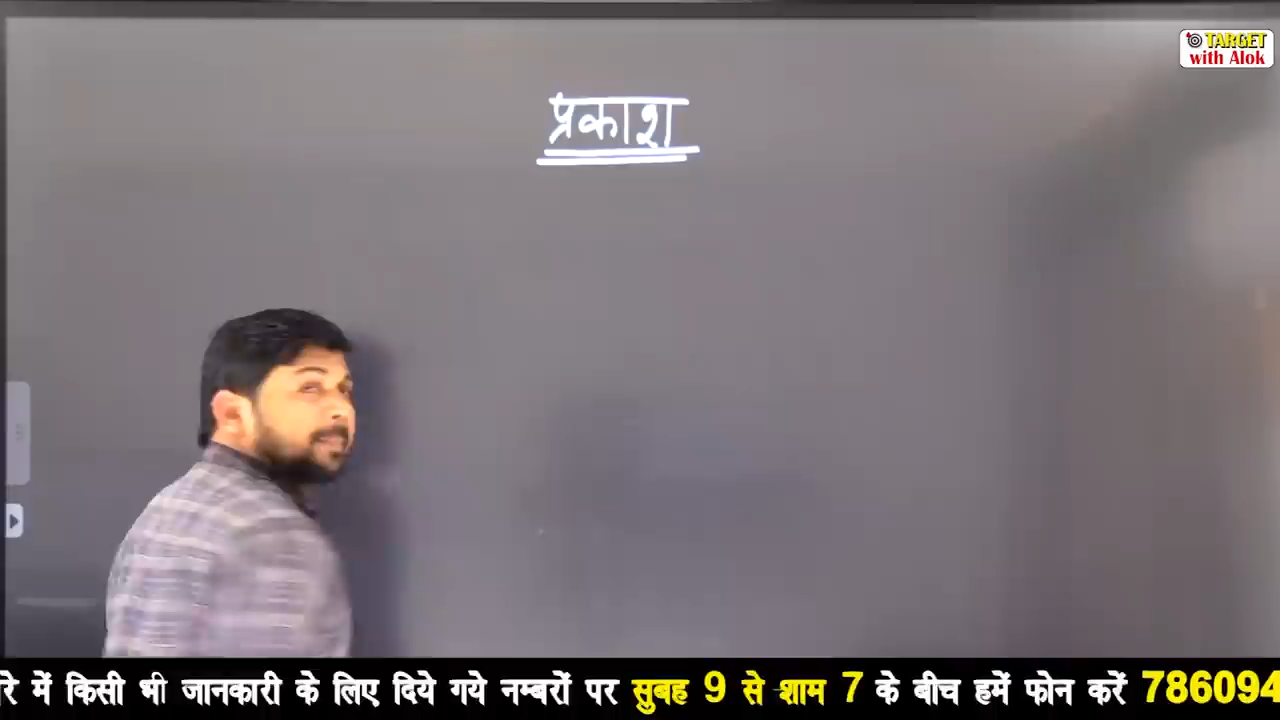 TARGET
with Alok
प्रकाश
में किसी भी जानकारी के लिए दिये गये नम्बरों पर सुबह 9 से शाम 7 के बीच हमें फोन करें 786094